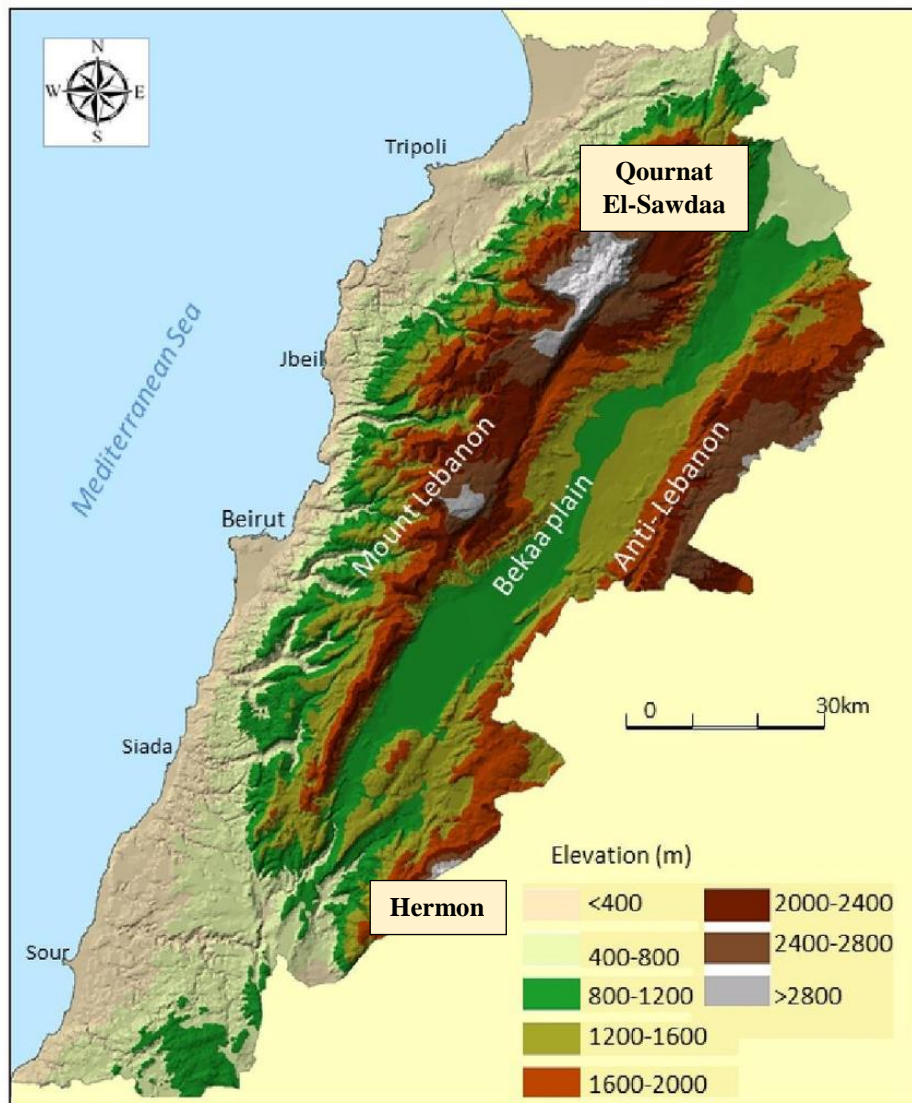 N
W E
S
Tripoli
Qournat
El-Sawdaa
Mediterranean Sea
Jbeil
Mount Lebanon
Bekaa plain
Anti- Lebanon
Beirut
0 30km
Siada
Hermon
Sour
Elevation (m)
<400
400-800
800-1200
1200-1600
1600-2000
2000-2400
2400-2800
>2800